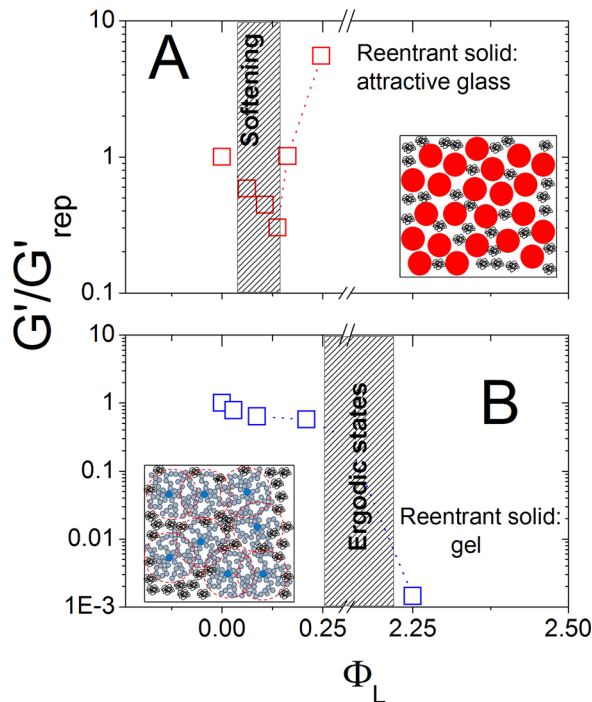 10
1
0.1
A
Softening
Reentrant solid:
attractive glass
G'/G'rep
10
1
0.1
0.01
1E-3
B
Ergodic states
Reentrant solid:
gel
0.00
0.25
2.25
2.50
ΦL